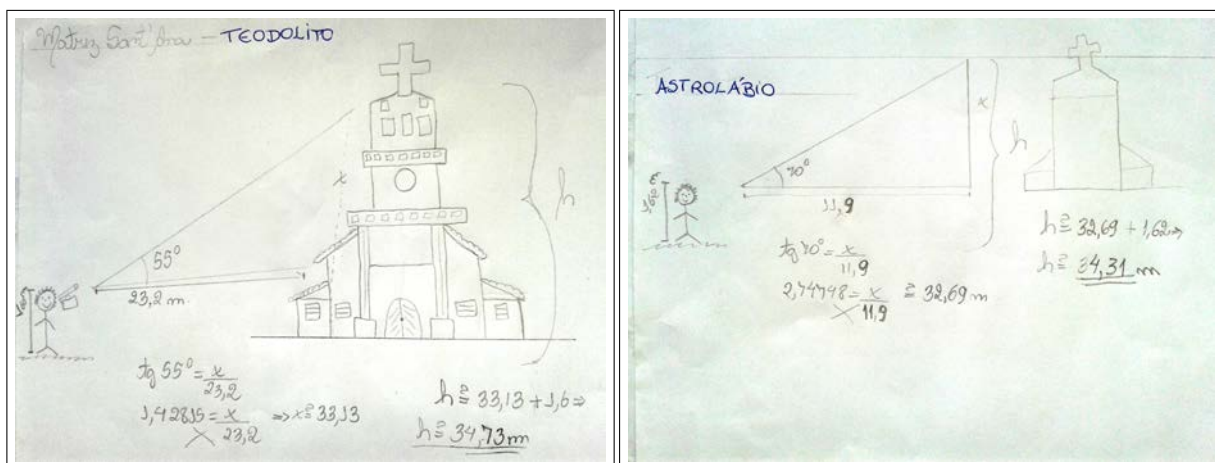 Matriz Sant'Ana - TEODOLITO
x
h
55°
23,2 m
tg 55° = x/23,2
1,42815 = x/23,2 ⇒ x ≅ 33,13
h ≅ 33,13 + 1,6 ⇒
h ≅ 34,73 m
ASTROLÁBIO
x
h
70°
1,62
11,9
tg 70° = x/11,9
2,74748 = x/11,9 ≅ 32,69 m
h ≅ 32,69 + 1,62 ⇒
h ≅ 34,31 m